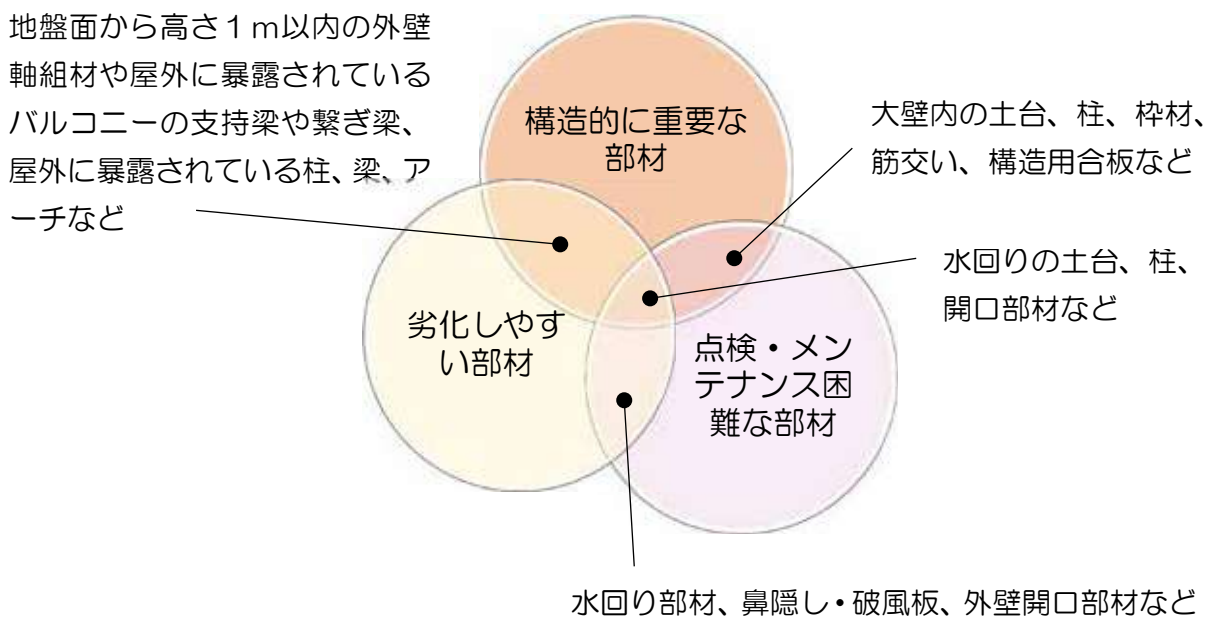 地盤面から高さ１ｍ以内の外壁
軸組材や屋外に暴露されている
バルコニーの支持梁や繋ぎ梁、
屋外に暴露されている柱、梁、ア
ーチなど
構造的に重要な
部材
大壁内の土台、柱、枠材、
筋交い、構造用合板など
水回りの土台、柱、
開口部材など
劣化しやす
い部材
点検・メン
テナンス困
難な部材
水回り部材、鼻隠し・破風板、外壁開口部材など